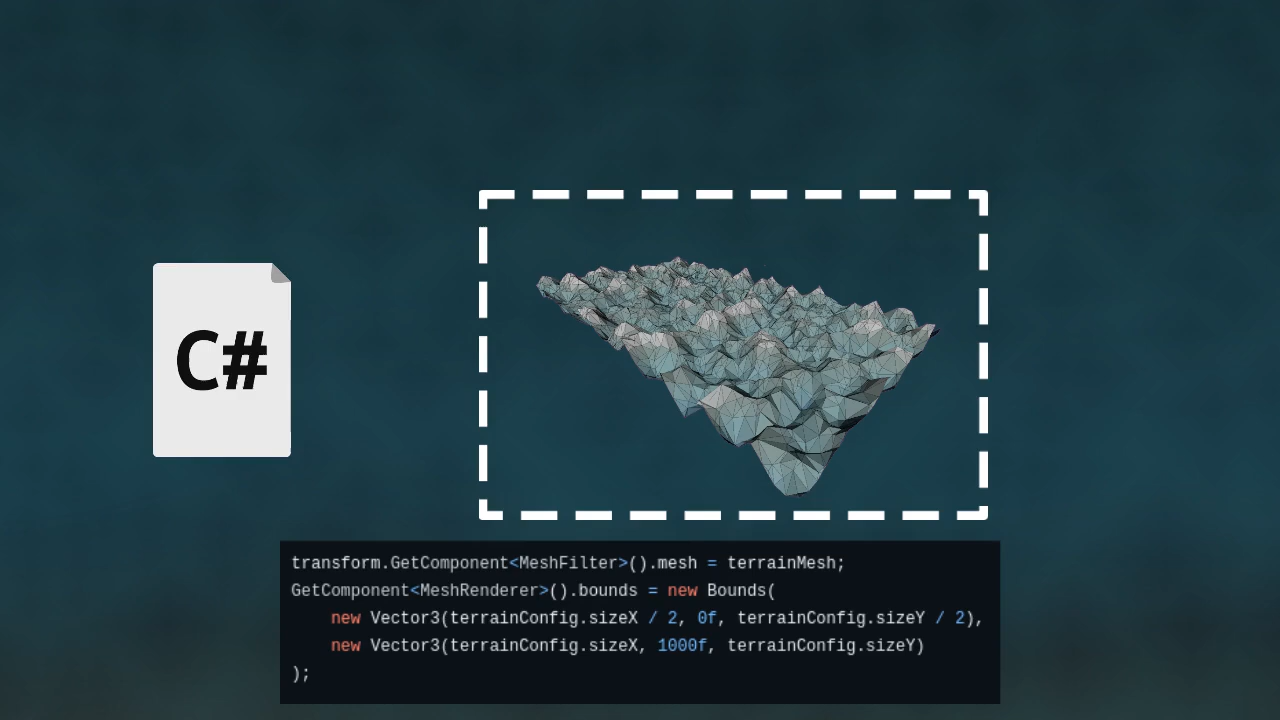 C#
transform.GetComponent<MeshFilter>().mesh = terrainMesh;
GetComponent<MeshRenderer>().bounds = new Bounds(
    new Vector3(terrainConfig.sizeX / 2, 0f, terrainConfig.sizeY / 2),
    new Vector3(terrainConfig.sizeX, 1000f, terrainConfig.sizeY)
);